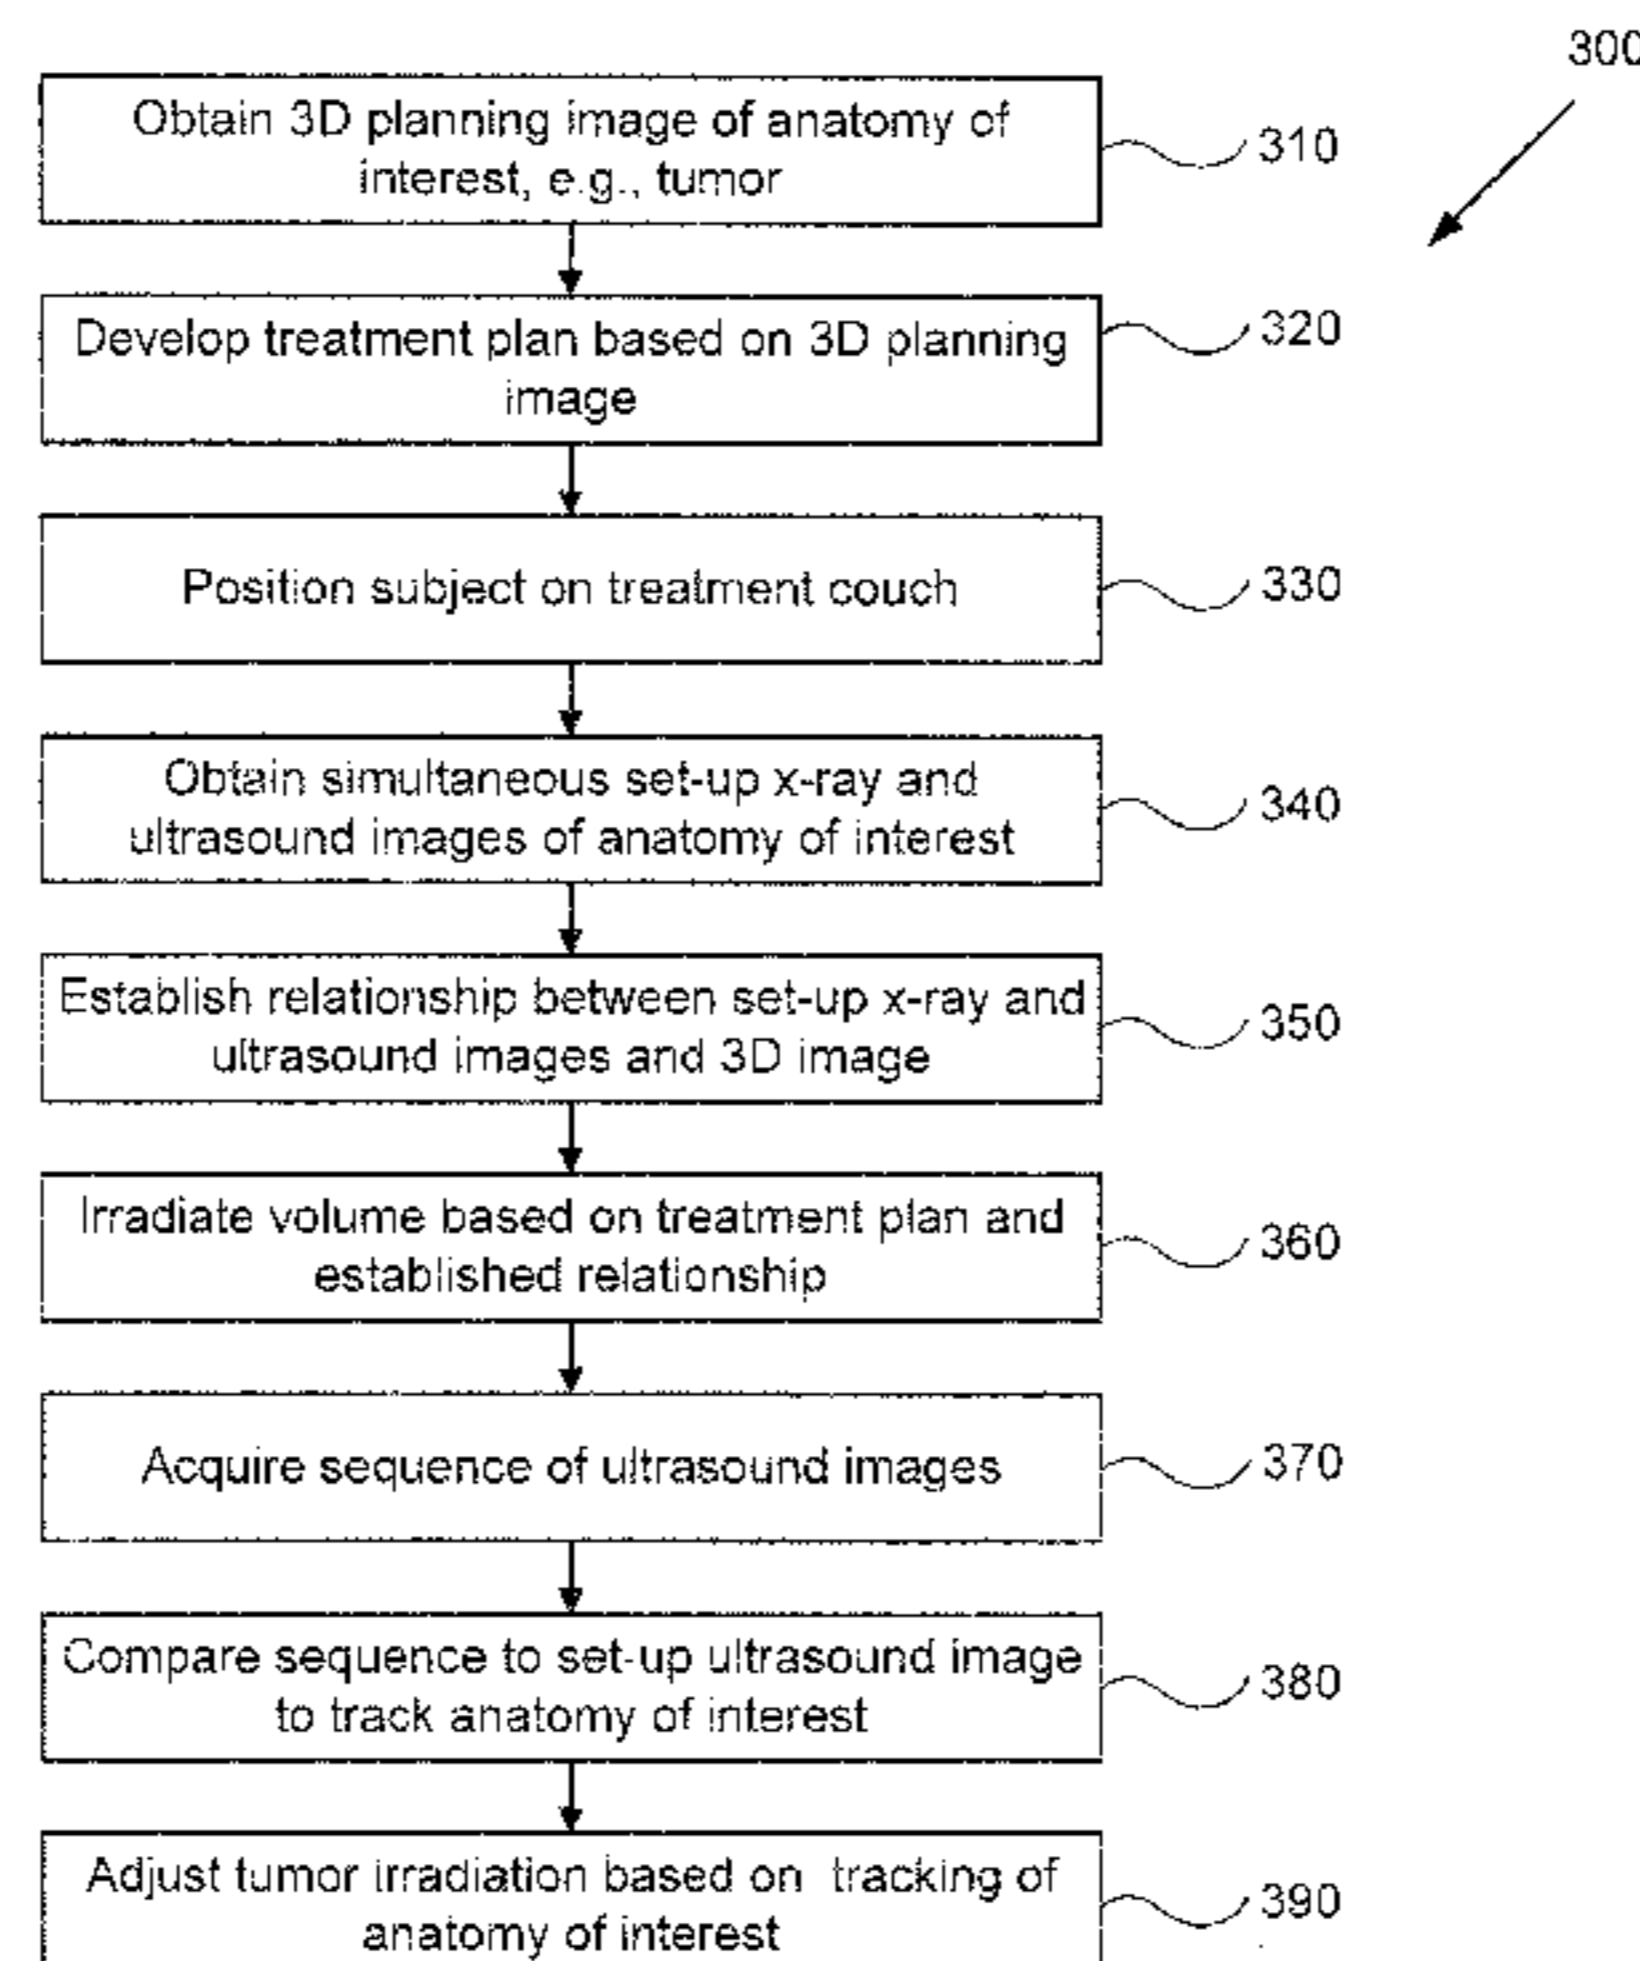 300
Obtain 3D planning image of anatomy of
interest, e.g., tumor
310
Develop treatment plan based on 3D planning
image
320
Position subject on treatment couch
330
Obtain simultaneous set-up x-ray and
ultrasound images of anatomy of interest
340
Establish relationship between set-up x-ray and
ultrasound images and 3D image
350
Irradiate volume based on treatment plan and
established relationship
360
Acquire sequence of ultrasound images
370
Compare sequence to set-up ultrasound image
to track anatomy of interest
380
Adjust tumor irradiation based on tracking of
anatomy of interest
390